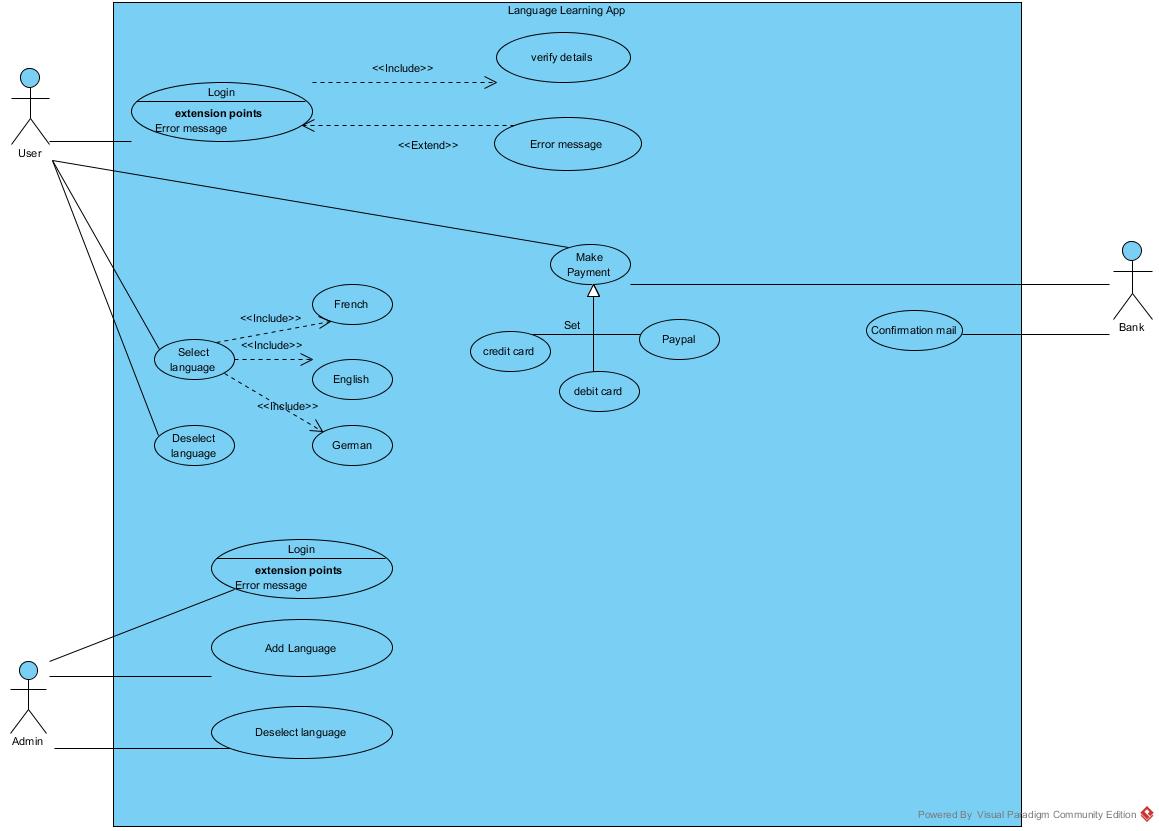 Language Learning App
verify details
<<Include>>
Login
extension points
Error message
<<Extend>>
Error message
User
Make
Payment
French
<<Include>>
<<Include>>
Select
language
English
<<Include>>
Deselect
language
German
Set
credit card
Paypal
debit card
Confirmation mail
Bank
Login
extension points
Error message
Add Language
Deselect language
Admin
Powered By Visual Paradigm Community Edition